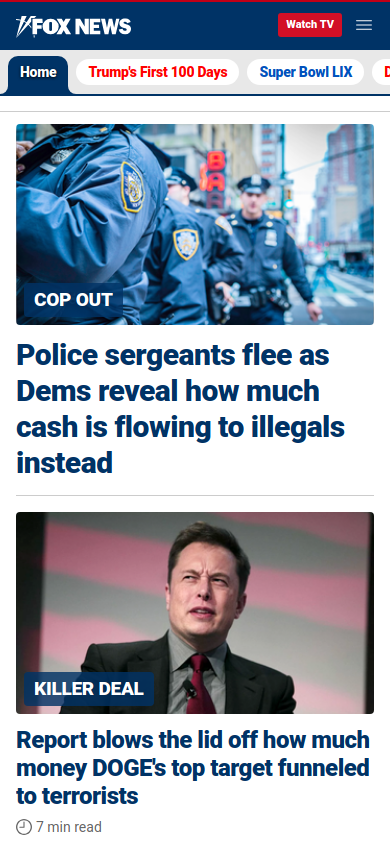 FOX NEWS
Watch TV
Home
Trump's First 100 Days
Super Bowl LIX
BAR
COP OUT
Police sergeants flee as
Dems reveal how much
cash is flowing to illegals
instead
KILLER DEAL
Report blows the lid off how much
money DOGE's top target funneled
to terrorists
7 min read